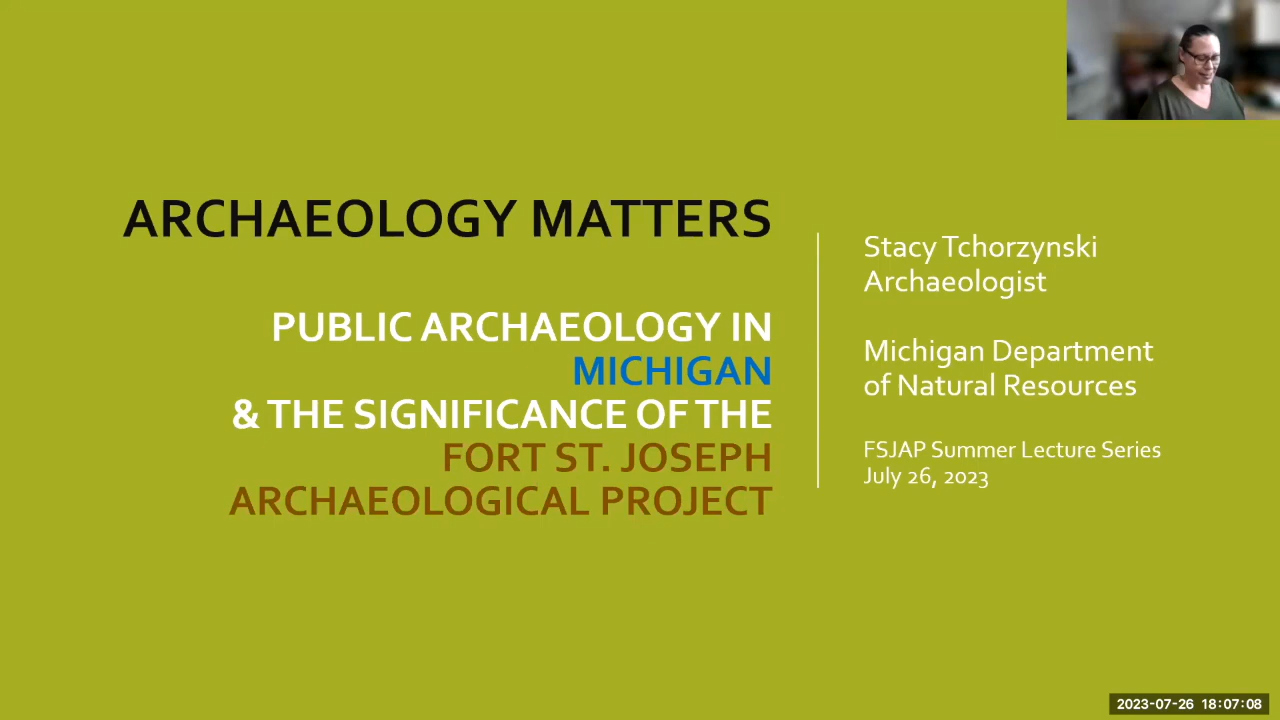 ARCHAEOLOGY MATTERS
PUBLIC ARCHAEOLOGY IN
MICHIGAN
& THE SIGNIFICANCE OF THE
FORT ST. JOSEPH
ARCHAEOLOGICAL PROJECT
Stacy Tchorzynski
Archaeologist
Michigan Department
of Natural Resources
FSJAP Summer Lecture Series
July 26, 2023
2023-07-26 18:07:08